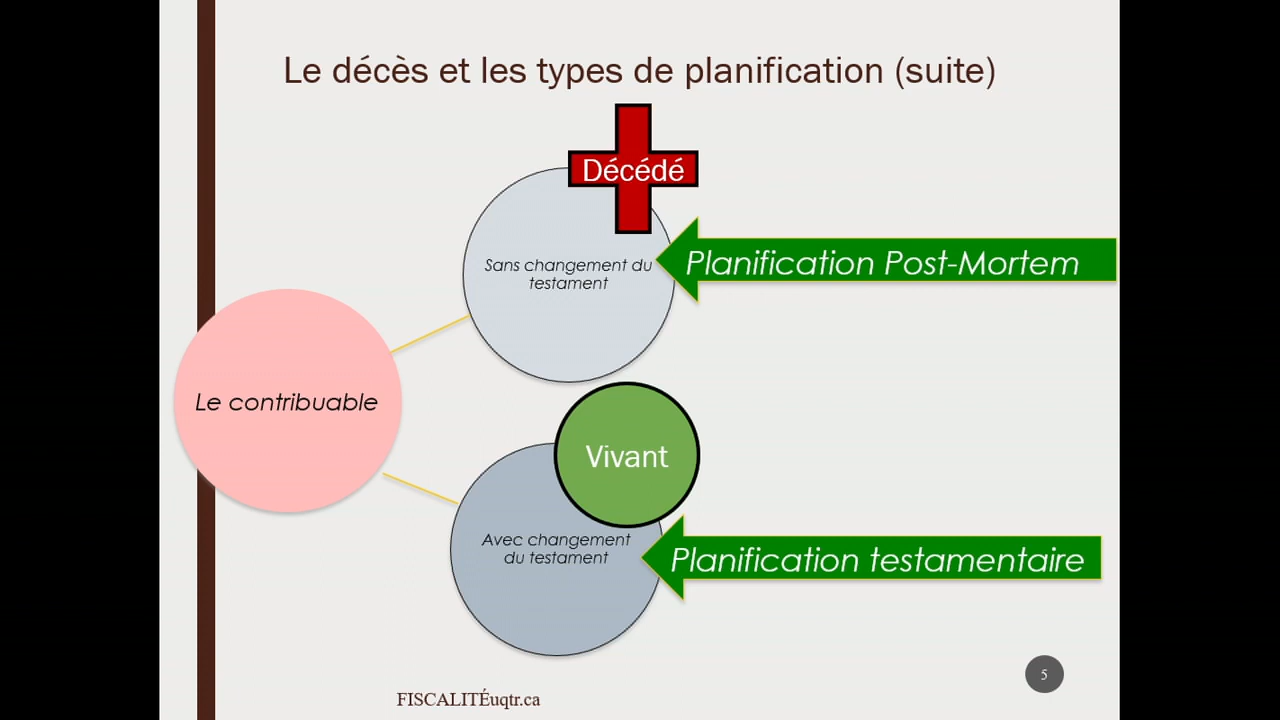 Le décès et les types de planification (suite)
Décédé
Sans changement du
testament
Planification Post-Mortem
Le contribuable
Vivant
Avec changement
du testament
Planification testamentaire
5
FISCALITÉuqtr.ca